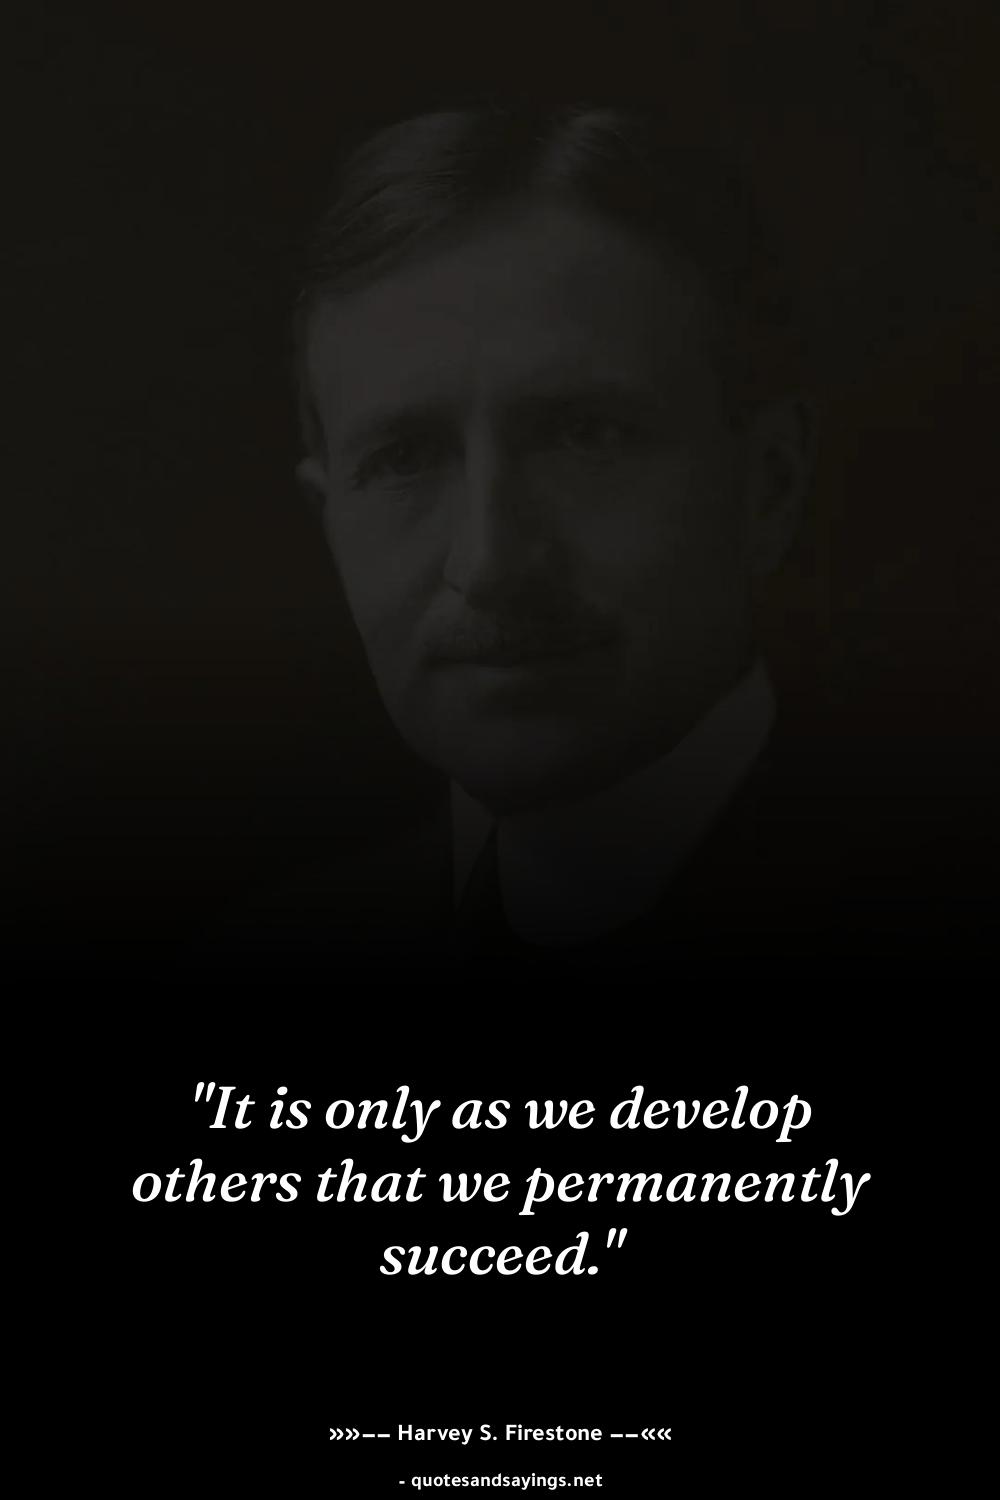 "It is only as we develop
others that we permanently
succeed."
»»–– Harvey S. Firestone ––««
- quotesandsayings.net